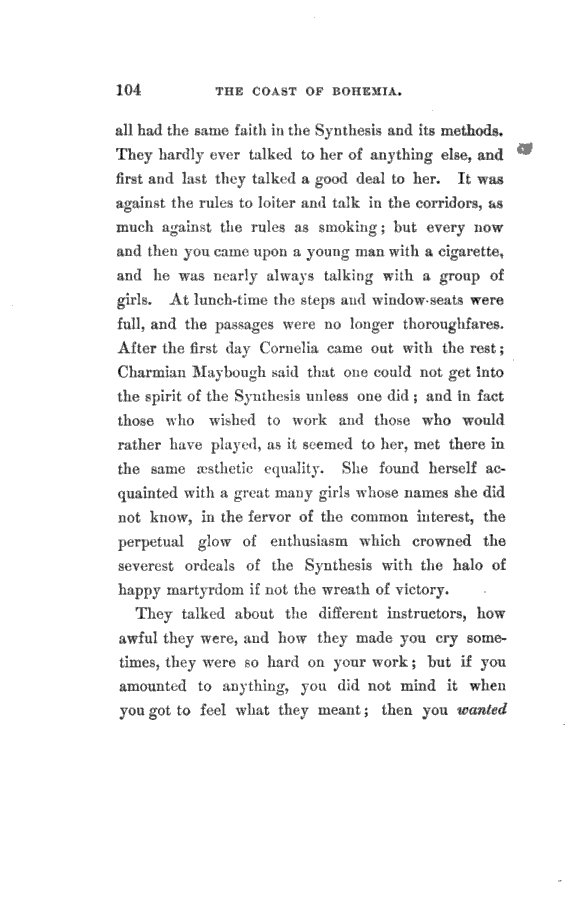 104 THE COAST OF BOHEMIA.
all had the same faith in the Synthesis and its methods.
They hardly ever talked to her of anything else, and
first and last they talked a good deal to her. It was
against the rules to loiter and talk in the corridors, as
much against the rules as smoking; but every now
and then you came upon a young man with a cigarette,
and he was nearly always talking with a group of
girls. At lunch-time the steps and window-seats were
full, and the passages were no longer thoroughfares.
After the first day Cornelia came out with the rest;
Charmian Maybough said that one could not get into
the spirit of the Synthesis unless one did; and in fact
those who wished to work and those who would
rather have played, as it seemed to her, met there in
the same æsthetic equality. She found herself ac-
quainted with a great many girls whose names she did
not know, in the fervor of the common interest, the
perpetual glow of enthusiasm which crowned the
severest ordeals of the Synthesis with the halo of
happy martyrdom if not the wreath of victory.
They talked about the different instructors, how
awful they were, and how they made you cry some-
times, they were so hard on your work; but if you
amounted to anything, you did not mind it when
you got to feel what they meant; then you wanted